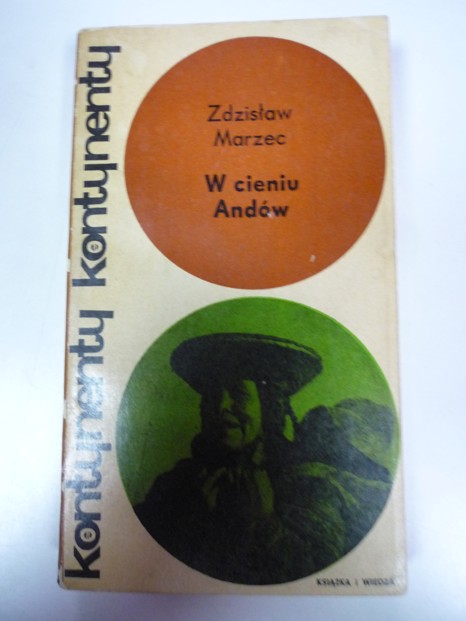 kontynenty kontynenty
Zdzisław
Marzec
W cieniu
Andów
KSIĄŻKA I WIEDZA